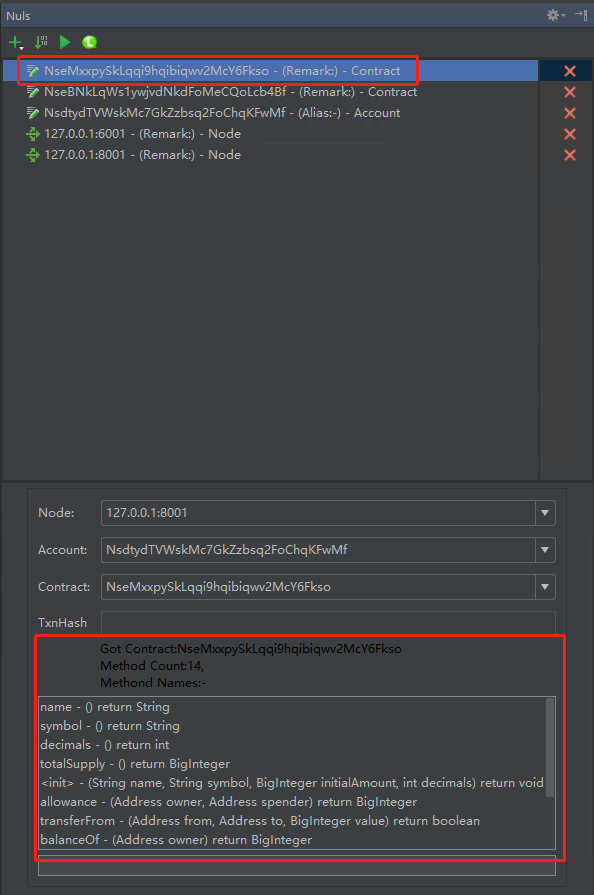 Nuls
NseMxxpySkLqqi9hqibiqwv2McY6Fkso - (Remark:) - Contract
NseBNkLqWs1ywjvdNkdFoMeCQoLcb4Bf - (Remark:) - Contract
NsdtydTVWskMc7GkZzbsq2FoChqKFwMf - (Alias:-) - Account
127.0.0.1:6001 - (Remark:) - Node
127.0.0.1:8001 - (Remark:) - Node
Node: 127.0.0.1:8001
Account: NsdtydTVWskMc7GkZzbsq2FoChqKFwMf
Contract: NseMxxpySkLqqi9hqibiqwv2McY6Fkso
TxnHash
Got Contract:NseMxxpySkLqqi9hqibiqwv2McY6Fkso
Method Count:14,
Methond Names:-
name - () return String
symbol - () return String
decimals - () return int
totalSupply - () return BigInteger
<init> - (String name, String symbol, BigInteger initialAmount, int decimals) return void
allowance - (Address owner, Address spender) return BigInteger
transferFrom - (Address from, Address to, BigInteger value) return boolean
balanceOf - (Address owner) return BigInteger